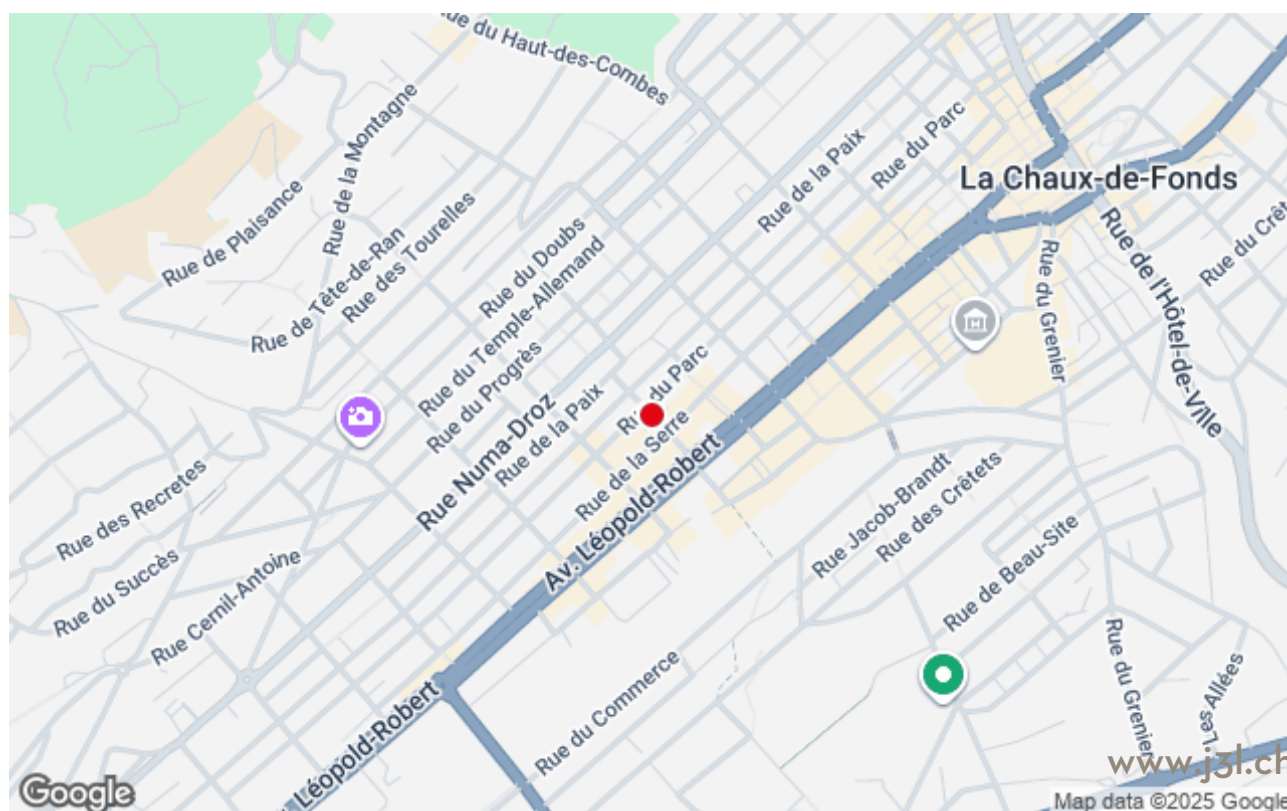 Rue du Haut-des-Combes
Rue de la Montagne
Rue du Parc
Rue de la Paix
La Chaux-de-Fonds
Rue de Plaisance
Rue de Tête-de-Ran
Rue des Tourelles
Rue du Doubs
Rue du Temple-Allemand
Rue du Progrès
Rue du Grenier
Rue de l'Hôtel-de-Ville
Rue du Crêt
Rue Numa-Droz
Rue de la Paix
Rue du Parc
Rue de la Serre
Av. Léopold-Robert
Rue des Recretes
Rue du Succès
Rue Cernil-Antoine
Rue Jacob-Brandt
Rue des Crêtets
Rue de Beau-Site
Rue du Commerce
Rue du Grenier
Les Allées
Léopold-Robert
www.j3l.ch
Google
Map data ©2025 Google